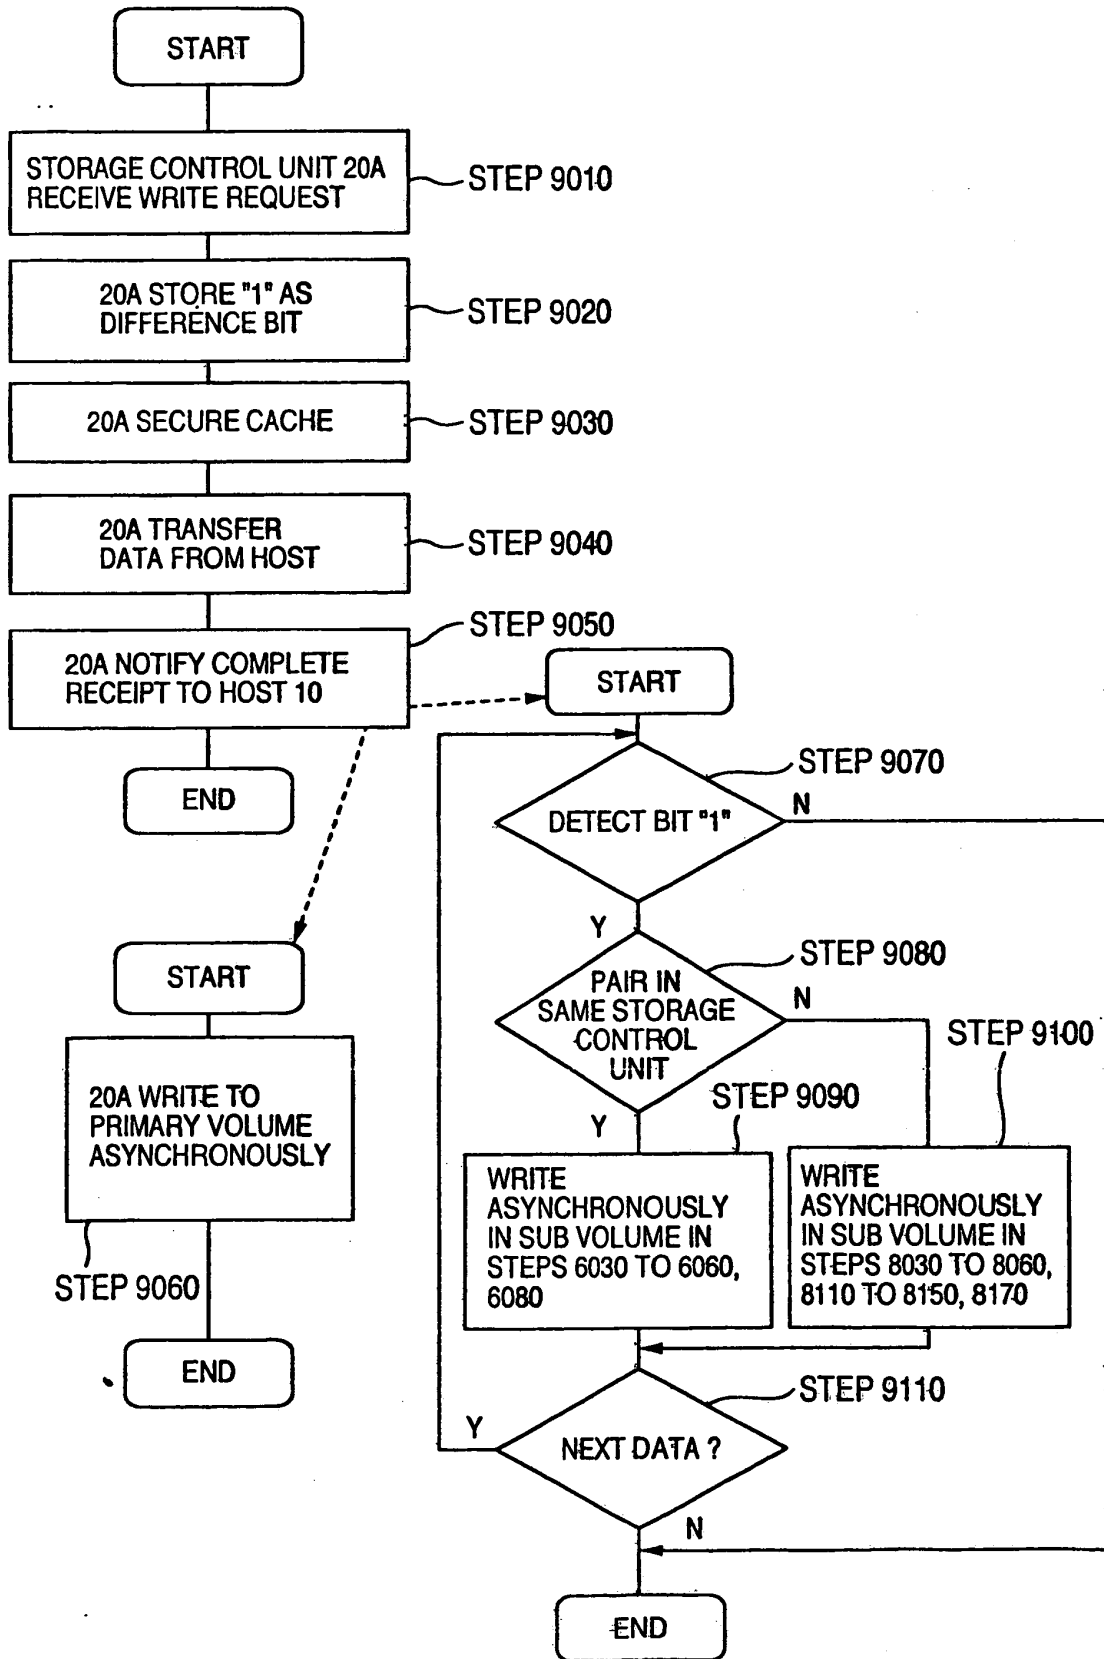 START
STORAGE CONTROL UNIT 20A
RECEIVE WRITE REQUEST
STEP 9010
20A STORE "1" AS
DIFFERENCE BIT
STEP 9020
20A SECURE CACHE
STEP 9030
20A TRANSFER
DATA FROM HOST
STEP 9040
20A NOTIFY COMPLETE
RECEIPT TO HOST 10
STEP 9050
END
START
20A WRITE TO
PRIMARY VOLUME
ASYNCHRONOUSLY
STEP 9060
END
START
DETECT BIT "1"
STEP 9070
N
Y
PAIR IN
SAME STORAGE
CONTROL
UNIT
STEP 9080
N
Y
STEP 9090
WRITE
ASYNCHRONOUSLY
IN SUB VOLUME IN
STEPS 6030 TO 6060,
6080
STEP 9100
WRITE
ASYNCHRONOUSLY
IN SUB VOLUME IN
STEPS 8030 TO 8060,
8110 TO 8150, 8170
NEXT DATA ?
STEP 9110
Y
N
END